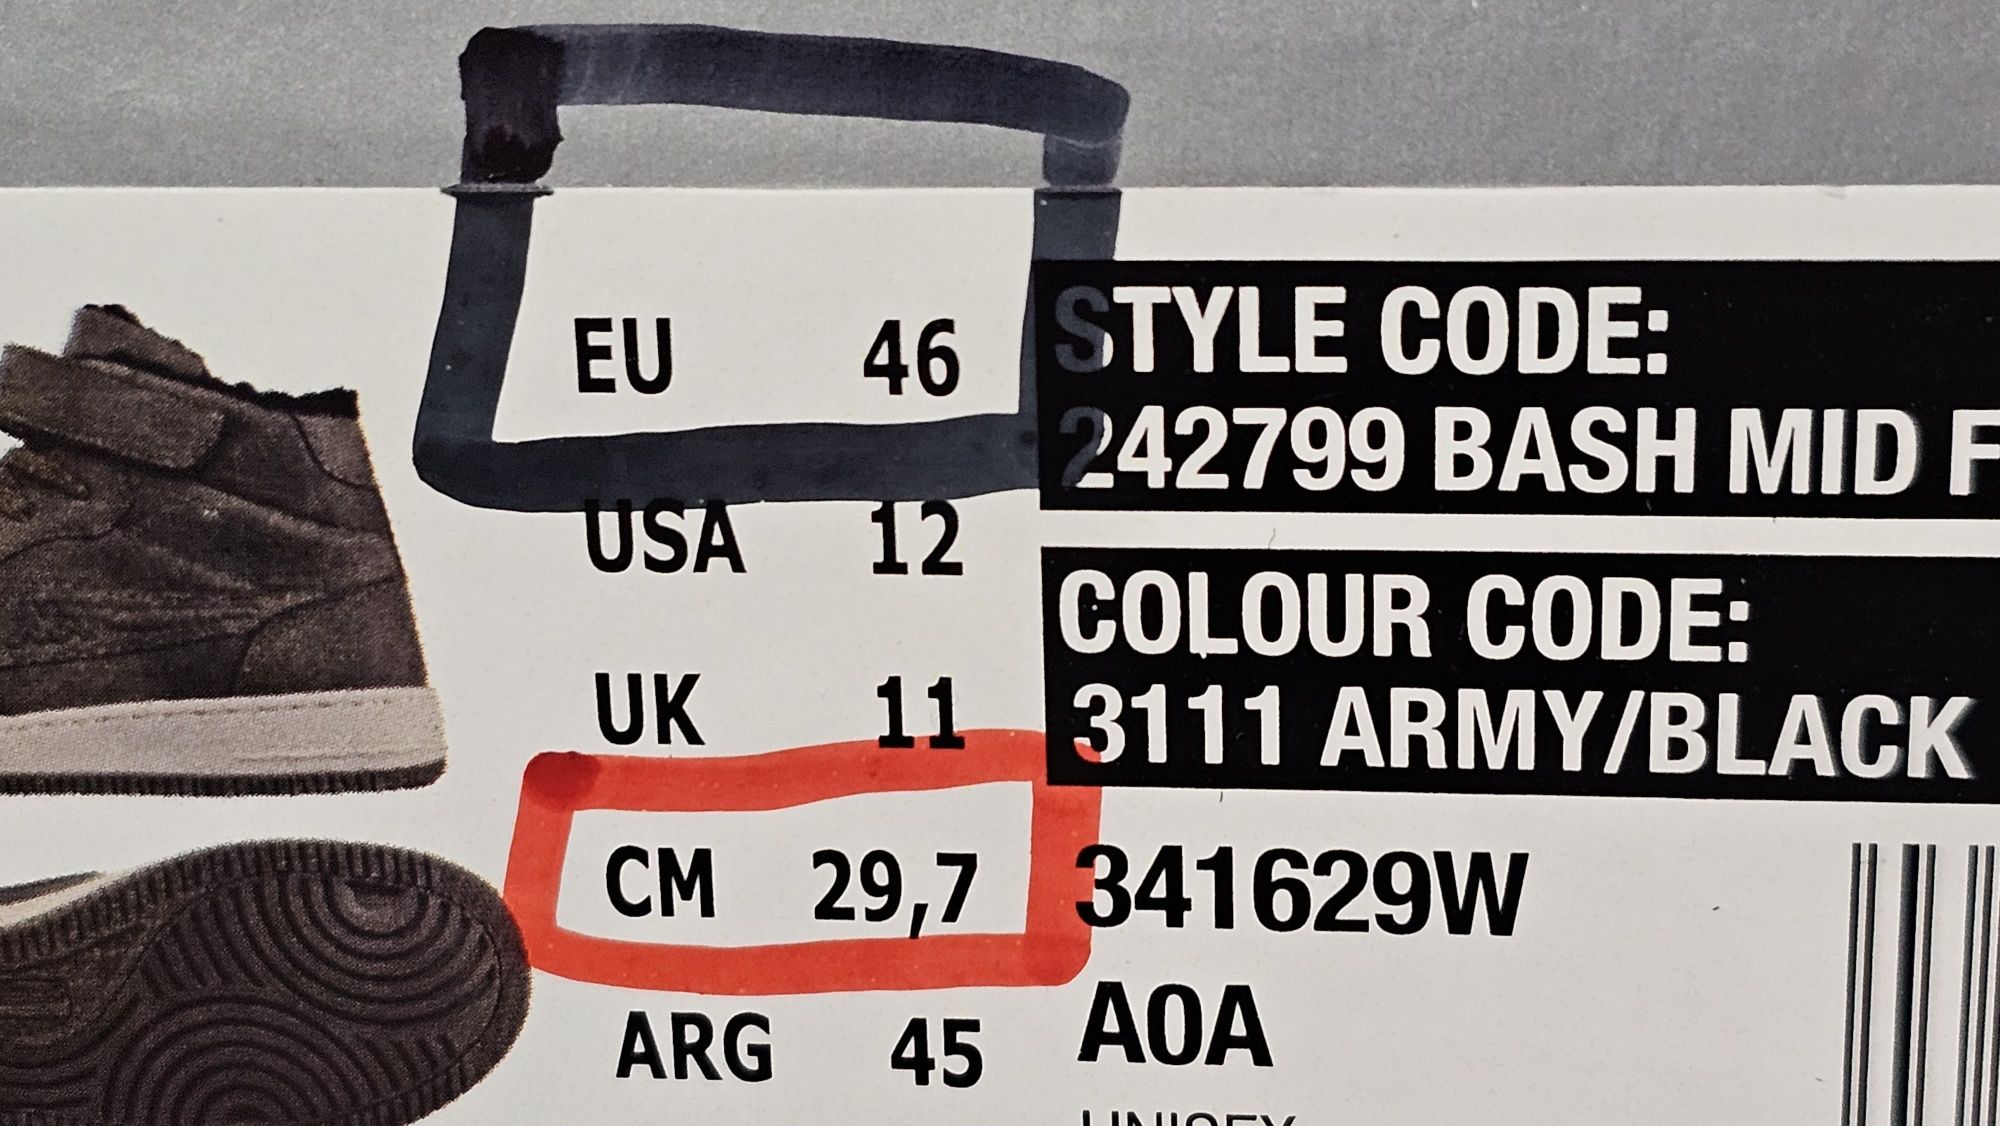 EU 46
USA 12
UK 11
CM 29,7
ARG 45
STYLE CODE:
242799 BASH MID F
COLOUR CODE:
3111 ARMY/BLACK
341629W
A0A
UNISEX